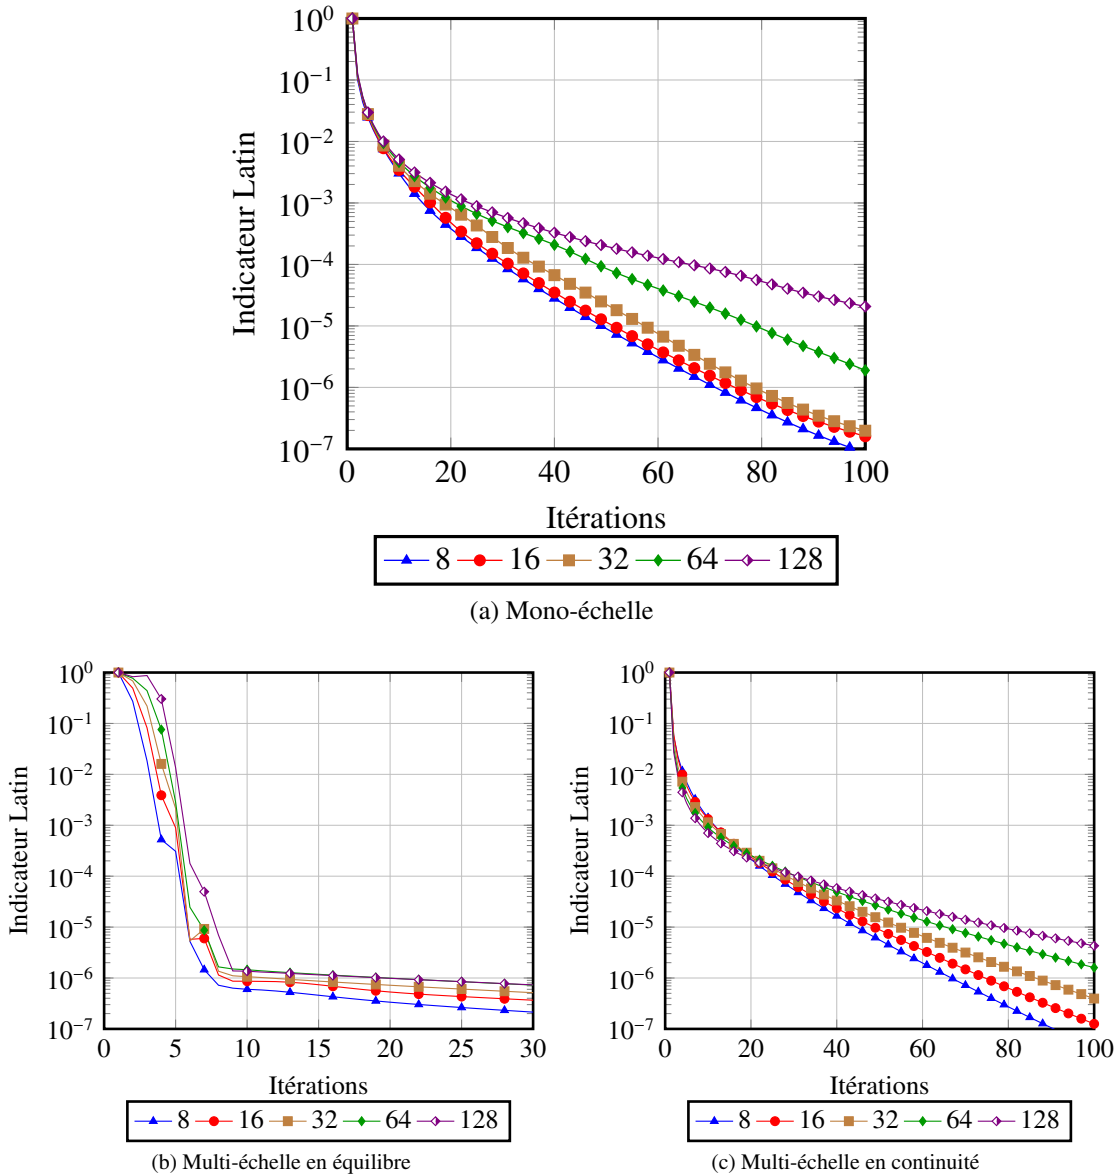 10^0
10^-1
10^-2
10^-3
10^-4
10^-5
10^-6
10^-7
Indicateur Latin
0 20 40 60 80 100
Itérations
8 16 32 64 128
(a) Mono-échelle
10^0
10^-1
10^-2
10^-3
10^-4
10^-5
10^-6
10^-7
Indicateur Latin
0 5 10 15 20 25 30
Itérations
8 16 32 64 128
(b) Multi-échelle en équilibre
10^0
10^-1
10^-2
10^-3
10^-4
10^-5
10^-6
10^-7
Indicateur Latin
0 20 40 60 80 100
Itérations
8 16 32 64 128
(c) Multi-échelle en continuité